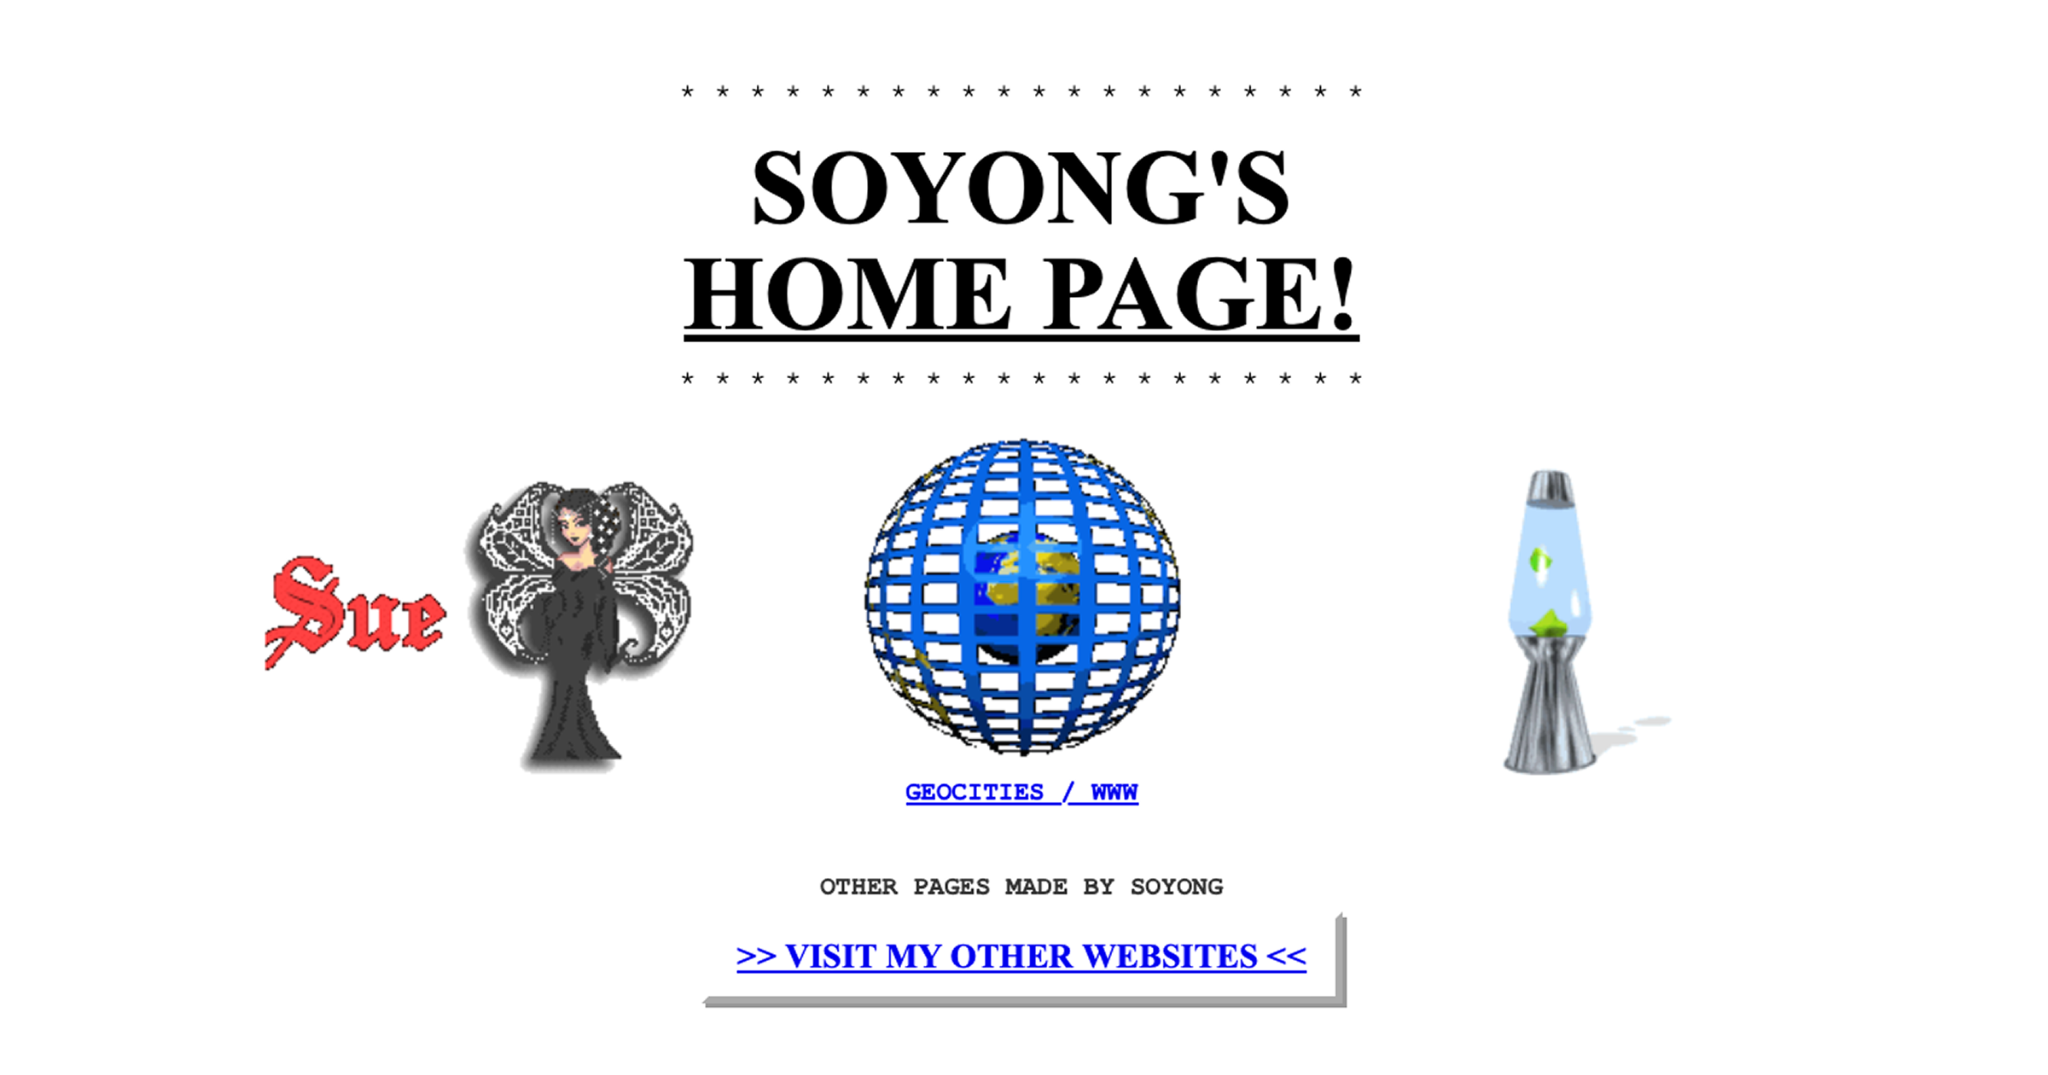 * * * * * * * * * * * * * * * * * * * *
SOYONG'S
HOME PAGE!
* * * * * * * * * * * * * * * * * * * *
Sue
GEOCITIES / WWW
OTHER PAGES MADE BY SOYONG
>> VISIT MY OTHER WEBSITES <<